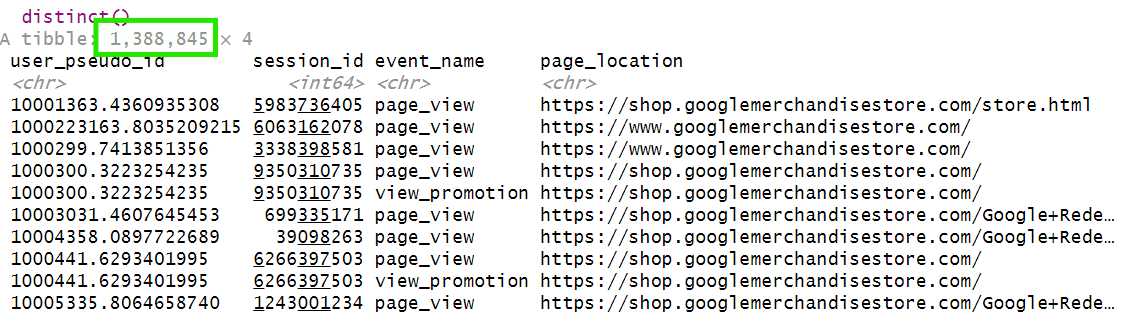 distinct()
A tibble: 1,388,845 × 4
user_pseudo_id session_id event_name page_location
<chr> <int64> <chr> <chr>
10001363.4360935308 5983736405 page_view https://shop.googlemerchandisestore.com/store.html
1000223163.8035209215 6063162078 page_view https://www.googlemerchandisestore.com/
1000299.7413851356 3338398581 page_view https://www.googlemerchandisestore.com/
1000300.3223254235 9350310735 page_view https://shop.googlemerchandisestore.com/
1000300.3223254235 9350310735 view_promotion https://shop.googlemerchandisestore.com/
10003031.4607645453 699335171 page_view https://shop.googlemerchandisestore.com/Google+Rede…
10004358.0897722689 39098263 page_view https://shop.googlemerchandisestore.com/Google+Rede…
1000441.6293401995 6266397503 page_view https://shop.googlemerchandisestore.com/
1000441.6293401995 6266397503 view_promotion https://shop.googlemerchandisestore.com/
10005335.8064658740 1243001234 page_view https://shop.googlemerchandisestore.com/Google+Rede…